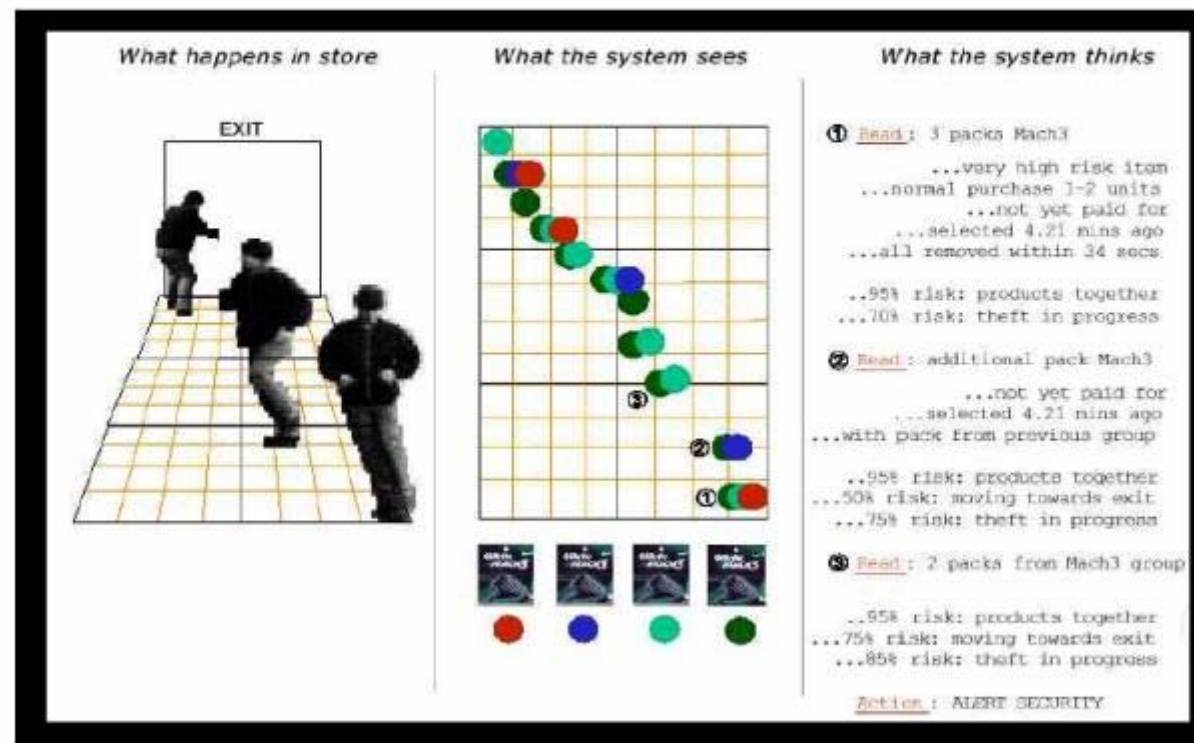 What happens in store
EXIT
What the system sees
③
②
①
What the system thinks
① Read: 3 packs Mach3
...very high risk item
...normal purchase 1-2 units
...not yet paid for
...selected 4.21 mins ago
...all removed within 34 secs
..95% risk: products together
...70% risk: theft in progress
② Read: additional pack Mach3
...not yet paid for
...selected 4.21 mins ago
...with pack from previous group
..95% risk: products together
...50% risk: moving towards exit
...75% risk: theft in progress
③ Read: 2 packs from Mach3 group
..95% risk: products together
...75% risk: moving towards exit
...85% risk: theft in progress
Action: ALERT SECURITY